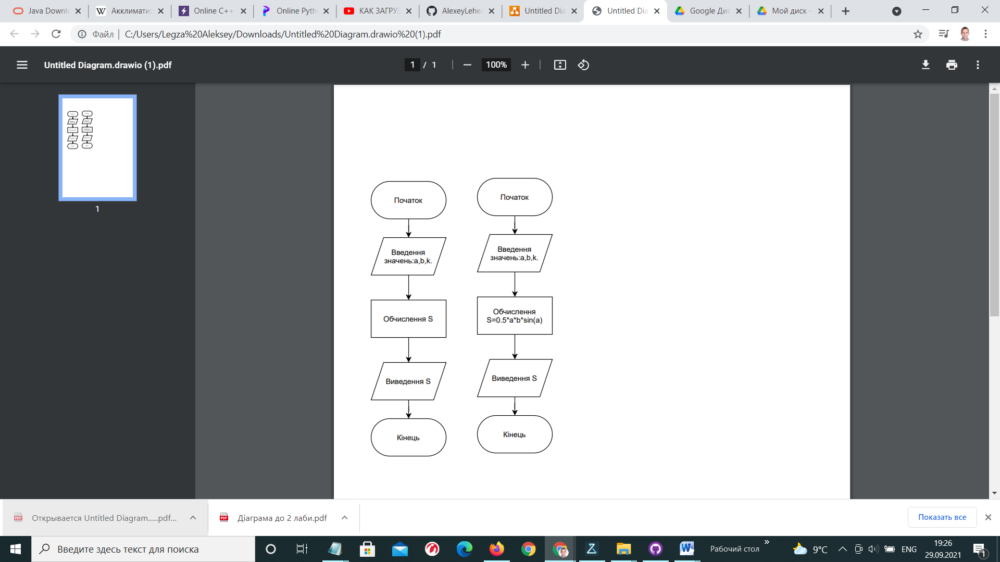 Java Downl
Акклимати
Online C++
Online Pyth
КАК ЗАГРУЗ
AlexeyLehe
Untitled Dia
Untitled Dia
Google Дис
Мой диск –
Файл
C:/Users/Legza%20Aleksey/Downloads/Untitled%20Diagram.drawio%20(1).pdf
Untitled Diagram.drawio (1).pdf
1 / 1
100%
1
Початок
Введення
значень:a,b,k.
Обчислення S
Виведення S
Кінець
Початок
Введення
значень:a,b,k.
Обчислення
S=0.5*a*b*sin(a)
Виведення S
Кінець
Открывается Untitled Diagram.....pdf...
Діаграма до 2 лаби.pdf
Показать все
Введите здесь текст для поиска
Рабочий стол
9°C
ENG
19:26
29.09.2021
1